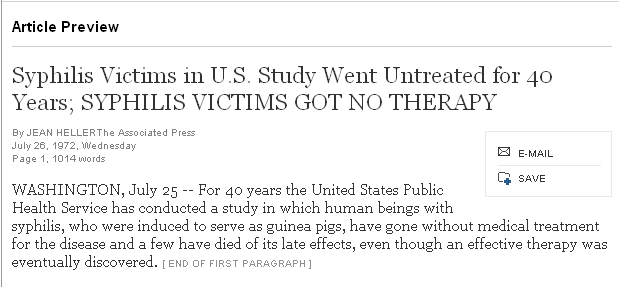 Article Preview
Syphilis Victims in U.S. Study Went Untreated for 40
Years; SYPHILIS VICTIMS GOT NO THERAPY
By JEAN HELLERThe Associated Press
July 26, 1972, Wednesday
Page 1, 1014 words
E-MAIL
SAVE
WASHINGTON, July 25 -- For 40 years the United States Public
Health Service has conducted a study in which human beings with
syphilis, who were induced to serve as guinea pigs, have gone without medical treatment
for the disease and a few have died of its late effects, even though an effective therapy was
eventually discovered. [ END OF FIRST PARAGRAPH ]